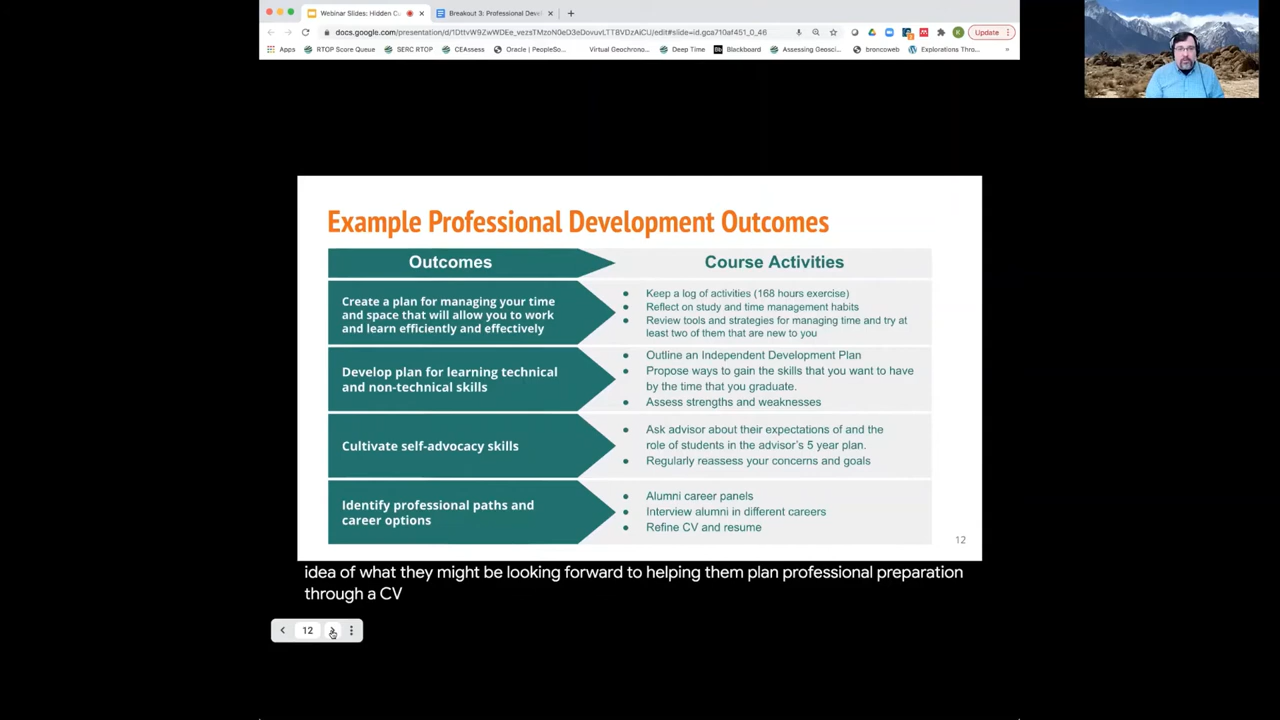 Webinar Slides: Hidden Cu
Breakout 3: Professional Devel
docs.google.com/presentation/d/
Update
Apps
RTOP Score Queue
SERC RTOP
CEAssess
Oracle | PeopleSo...
Virtual Geochrono...
Deep Time
Blackboard
Assessing Geosci...
broncoweb
Explorations Thro...
Example Professional Development Outcomes
Outcomes
Course Activities
Create a plan for managing your time
and space that will allow you to work
and learn efficiently and effectively
● Keep a log of activities (168 hours exercise)
● Reflect on study and time management habits
● Review tools and strategies for managing time and try at
least two of them that are new to you
Develop plan for learning technical
and non-technical skills
● Outline an Independent Development Plan
● Propose ways to gain the skills that you want to have
by the time that you graduate.
● Assess strengths and weaknesses
Cultivate self-advocacy skills
● Ask advisor about their expectations of and the
role of students in the advisor's 5 year plan.
● Regularly reassess your concerns and goals
Identify professional paths and
career options
● Alumni career panels
● Interview alumni in different careers
● Refine CV and resume
12
idea of what they might be looking forward to helping them plan professional preparation
through a CV
12